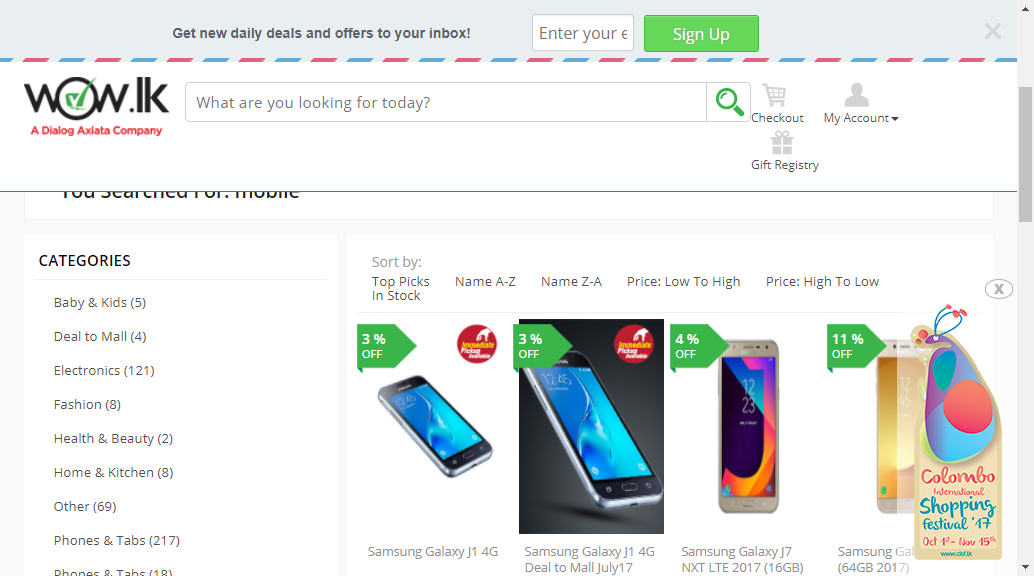 Get new daily deals and offers to your inbox!
Enter your e
Sign Up
WOW.lk
A Dialog Axiata Company
What are you looking for today?
Checkout
My Account
Gift Registry
You Searched For: mobile
CATEGORIES
Baby & Kids (5)
Deal to Mall (4)
Electronics (121)
Fashion (8)
Health & Beauty (2)
Home & Kitchen (8)
Other (69)
Phones & Tabs (217)
Phones & Tabs (18)
Sort by:
Top Picks
In Stock
Name A-Z
Name Z-A
Price: Low To High
Price: High To Low
X
3 %
OFF
Immediate
Pickup
Available
3 %
OFF
Immediate
Pickup
Available
4 %
OFF
11 %
OFF
12:45
12:45
12
23
Samsung Galaxy J1 4G
Samsung Galaxy J1 4G
Deal to Mall July17
Samsung Galaxy J7
NXT LTE 2017 (16GB)
Samsung Ga
(64GB 2017)
Colombo
International
Shopping
festival '17
Oct 1st - Nov 15th
www.cisf.lk